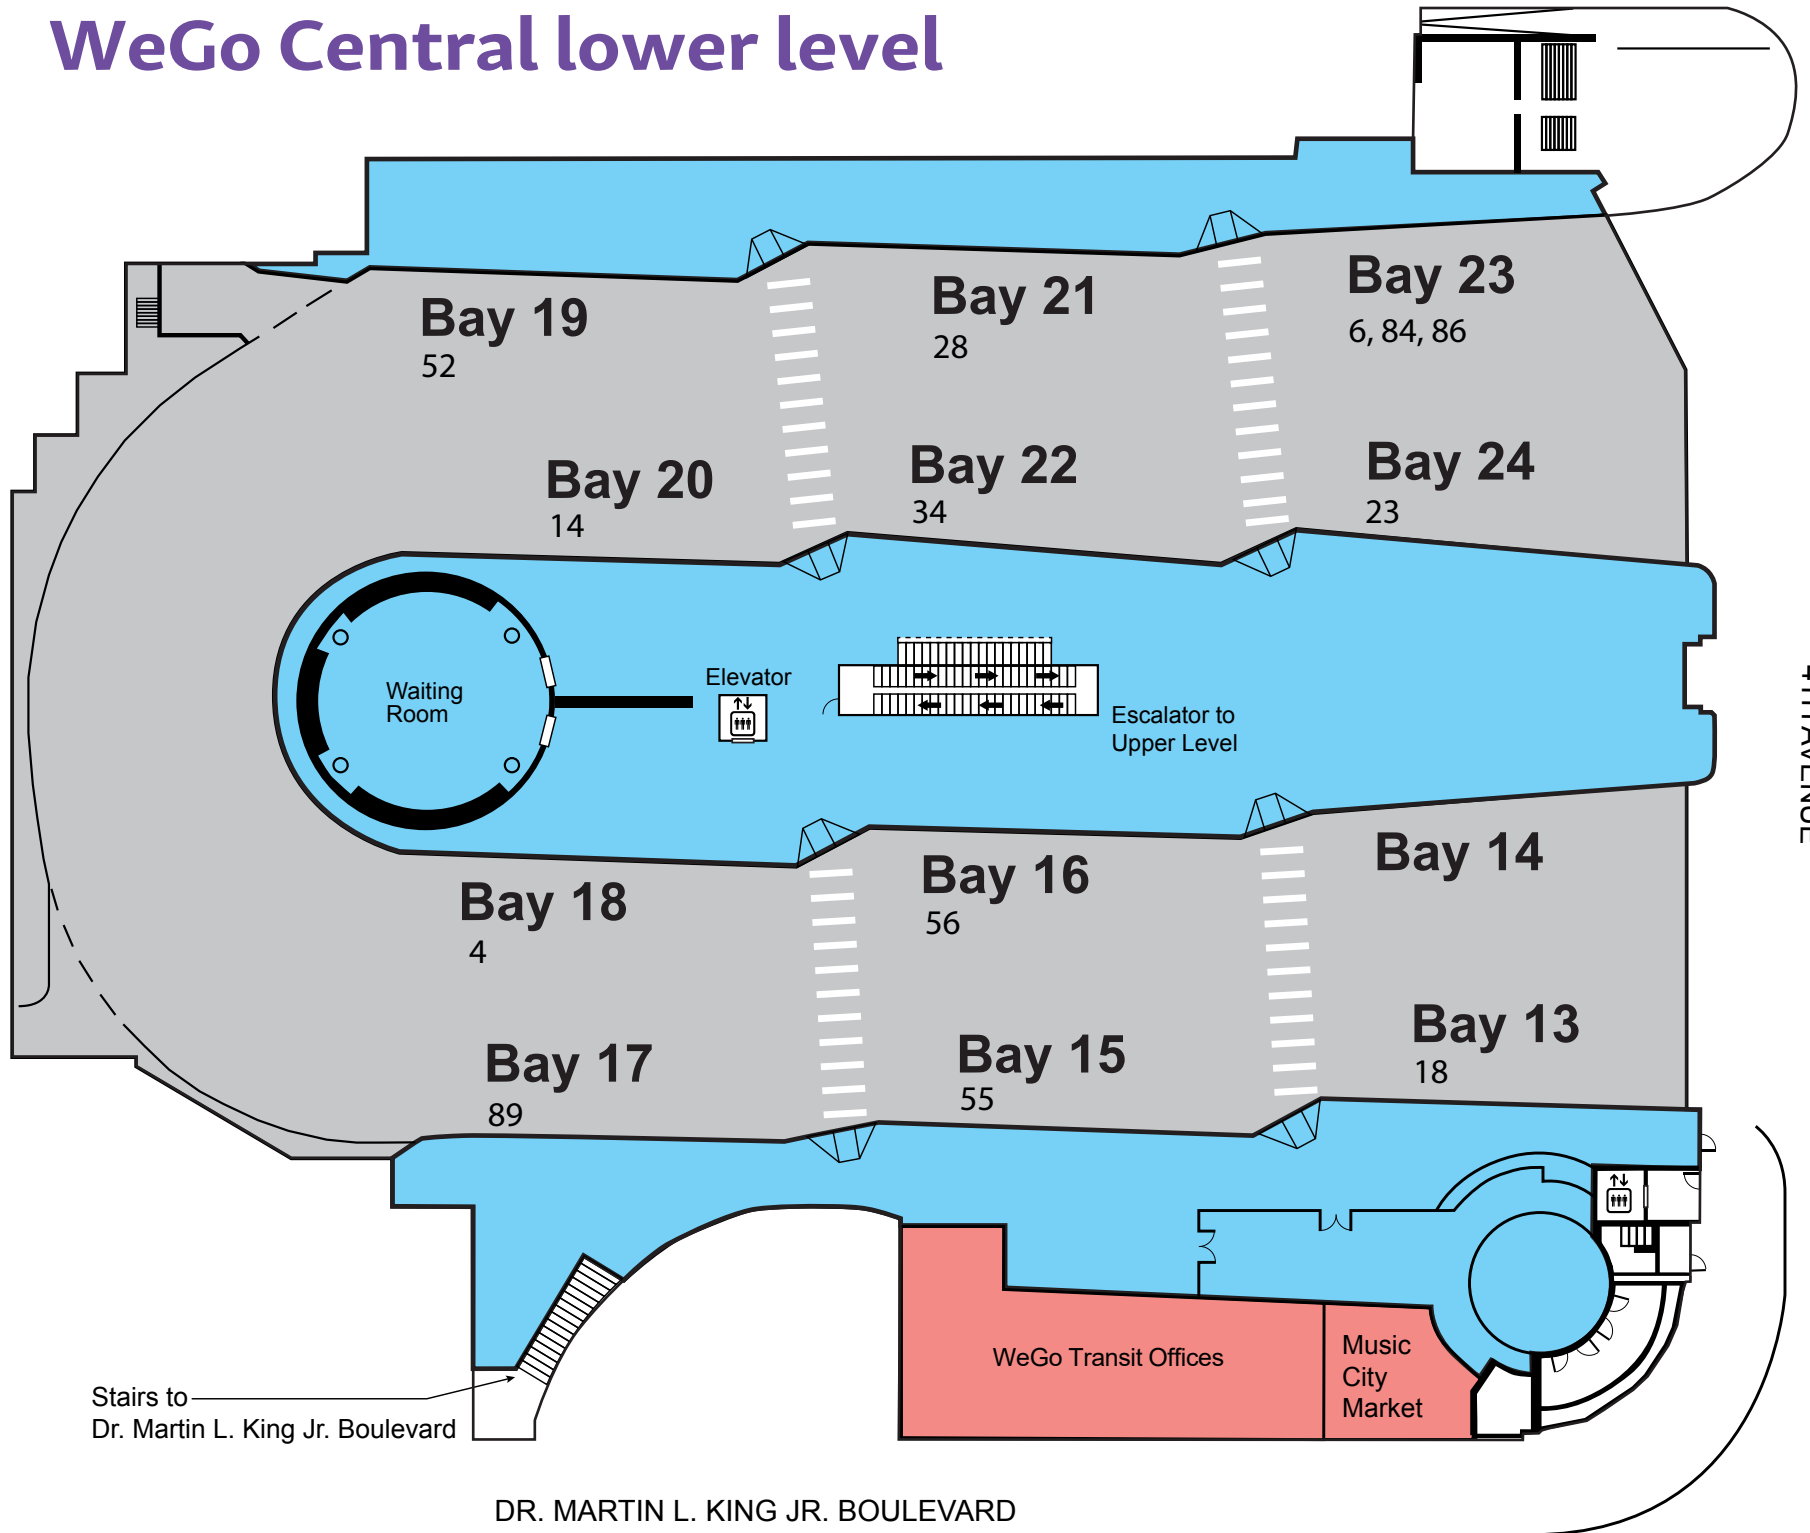 WeGo Central lower level
Bay 19
52
Bay 21
28
Bay 23
6, 84, 86
Bay 20
14
Bay 22
34
Bay 24
23
Waiting
Room
Elevator
Escalator to
Upper Level
4TH AVENUE
Bay 18
4
Bay 16
56
Bay 14
Bay 17
89
Bay 15
55
Bay 13
18
WeGo Transit Offices
Music
City
Market
Stairs to
Dr. Martin L. King Jr. Boulevard
DR. MARTIN L. KING JR. BOULEVARD